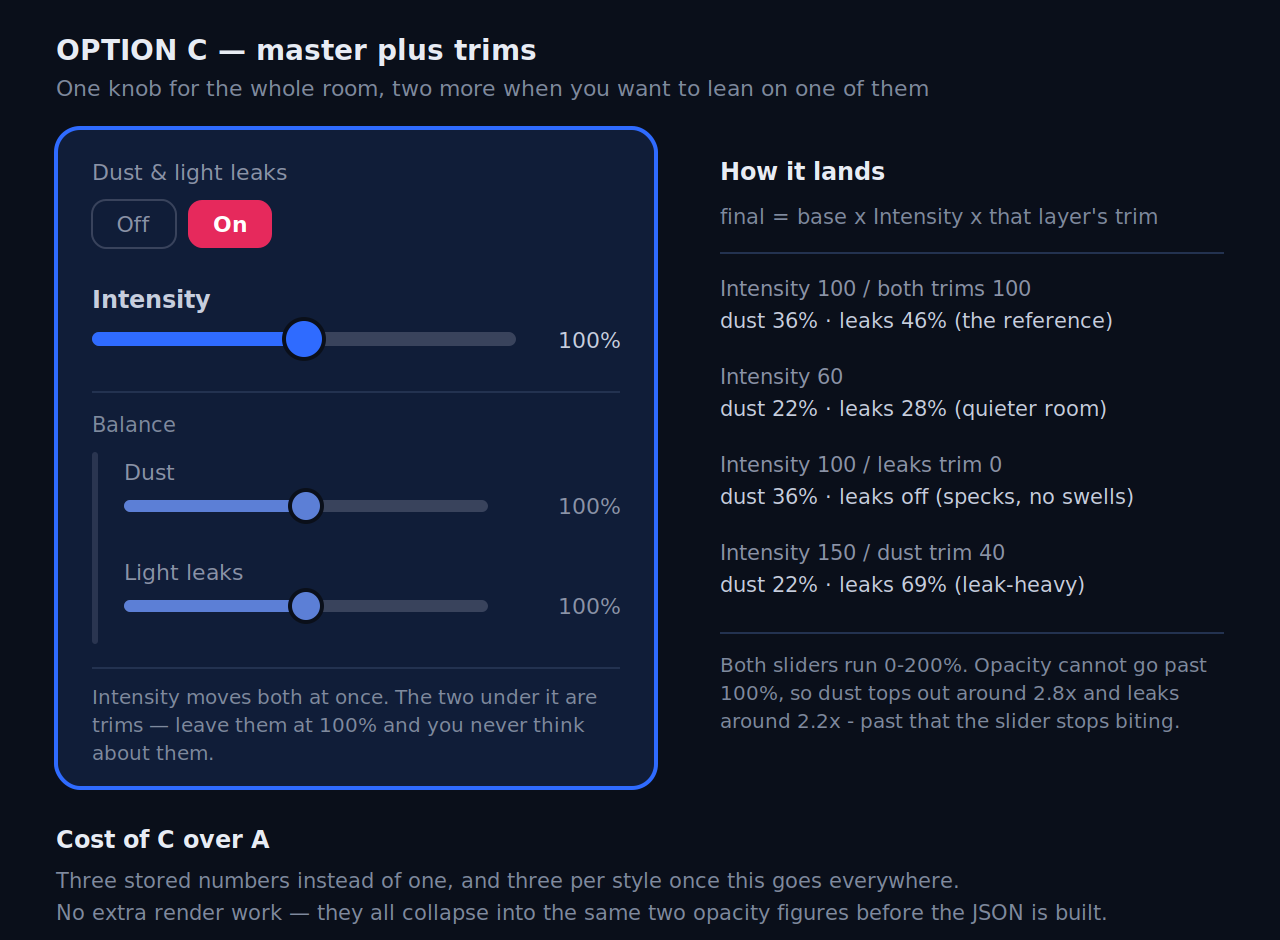 OPTION C — master plus trims
One knob for the whole room, two more when you want to lean on one of them
Dust & light leaks
Off
On
Intensity
100%
Balance
Dust
100%
Light leaks
100%
Intensity moves both at once. The two under it are
trims — leave them at 100% and you never think
about them.
How it lands
final = base x Intensity x that layer's trim
Intensity 100 / both trims 100
dust 36% · leaks 46% (the reference)
Intensity 60
dust 22% · leaks 28% (quieter room)
Intensity 100 / leaks trim 0
dust 36% · leaks off (specks, no swells)
Intensity 150 / dust trim 40
dust 22% · leaks 69% (leak-heavy)
Both sliders run 0-200%. Opacity cannot go past
100%, so dust tops out around 2.8x and leaks
around 2.2x - past that the slider stops biting.
Cost of C over A
Three stored numbers instead of one, and three per style once this goes everywhere.
No extra render work — they all collapse into the same two opacity figures before the JSON is built.